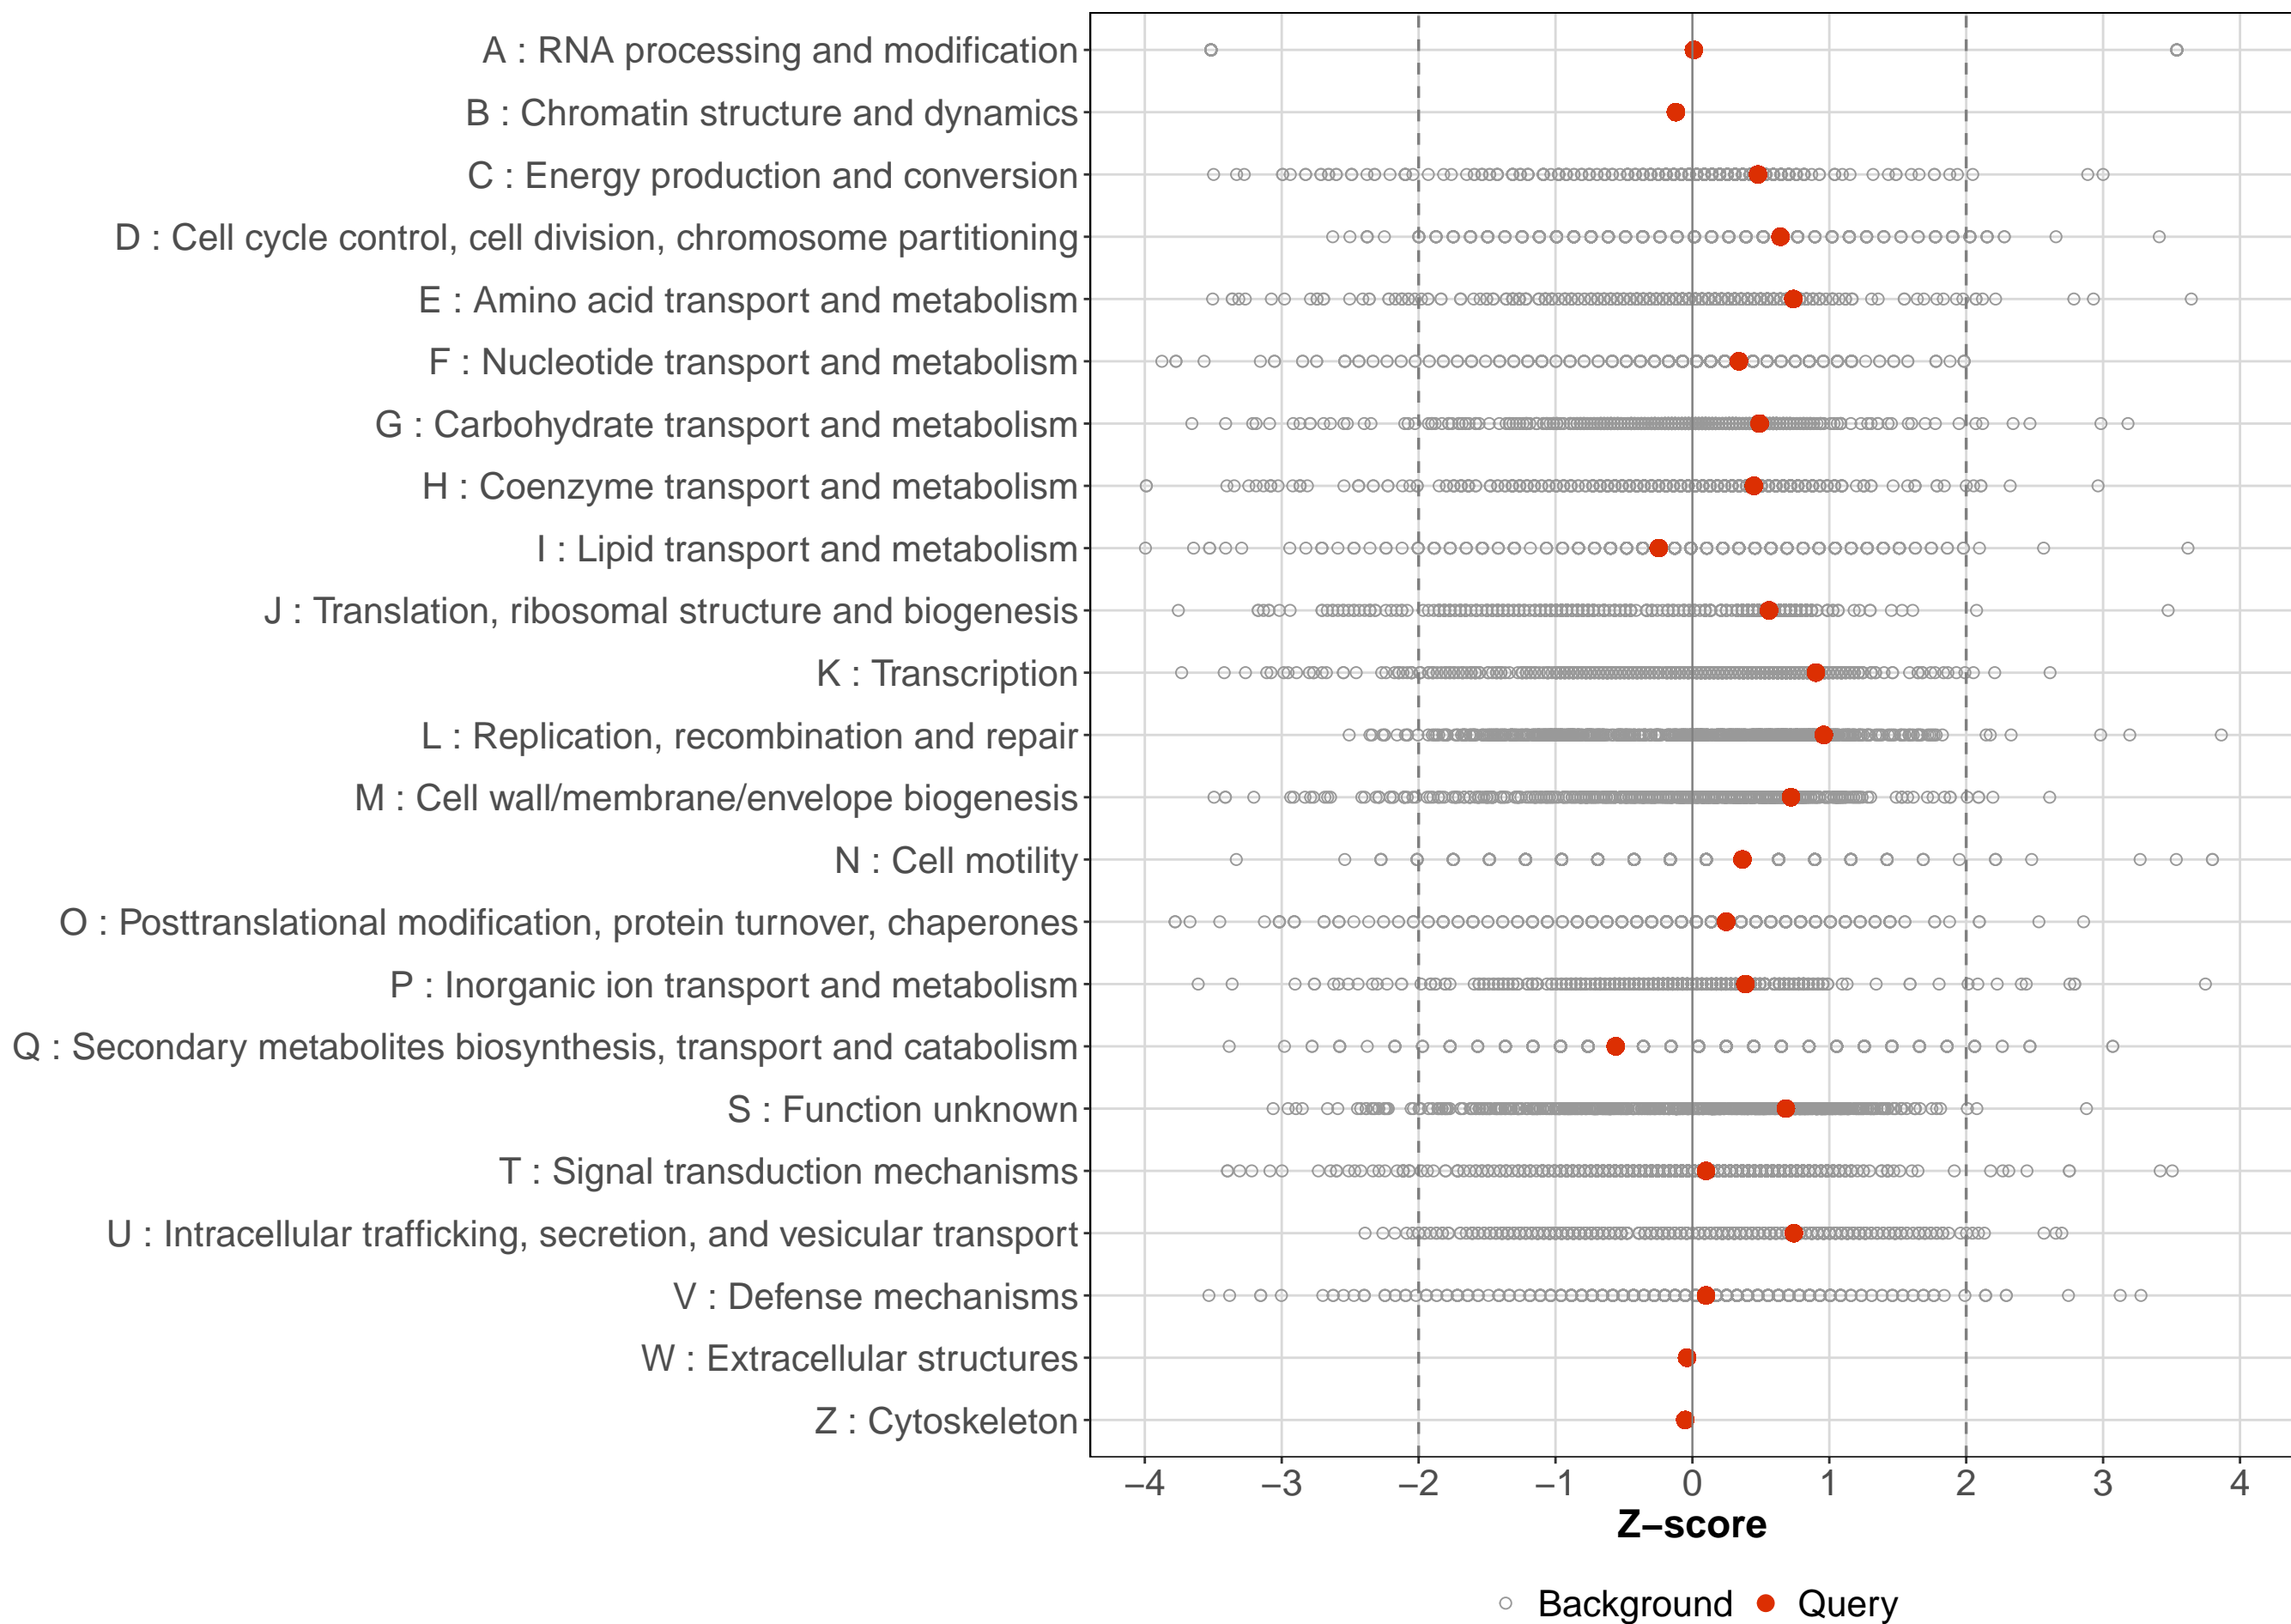 A : RNA processing and modification
B : Chromatin structure and dynamics
C : Energy production and conversion
D : Cell cycle control, cell division, chromosome partitioning
E : Amino acid transport and metabolism
F : Nucleotide transport and metabolism
G : Carbohydrate transport and metabolism
H : Coenzyme transport and metabolism
I : Lipid transport and metabolism
J : Translation, ribosomal structure and biogenesis
K : Transcription
L : Replication, recombination and repair
M : Cell wall/membrane/envelope biogenesis
N : Cell motility
O : Posttranslational modification, protein turnover, chaperones
P : Inorganic ion transport and metabolism
Q : Secondary metabolites biosynthesis, transport and catabolism
S : Function unknown
T : Signal transduction mechanisms
U : Intracellular trafficking, secretion, and vesicular transport
V : Defense mechanisms
W : Extracellular structures
Z : Cytoskeleton
−4 −3 −2 −1 0 1 2 3 4
Z−score
Background Query